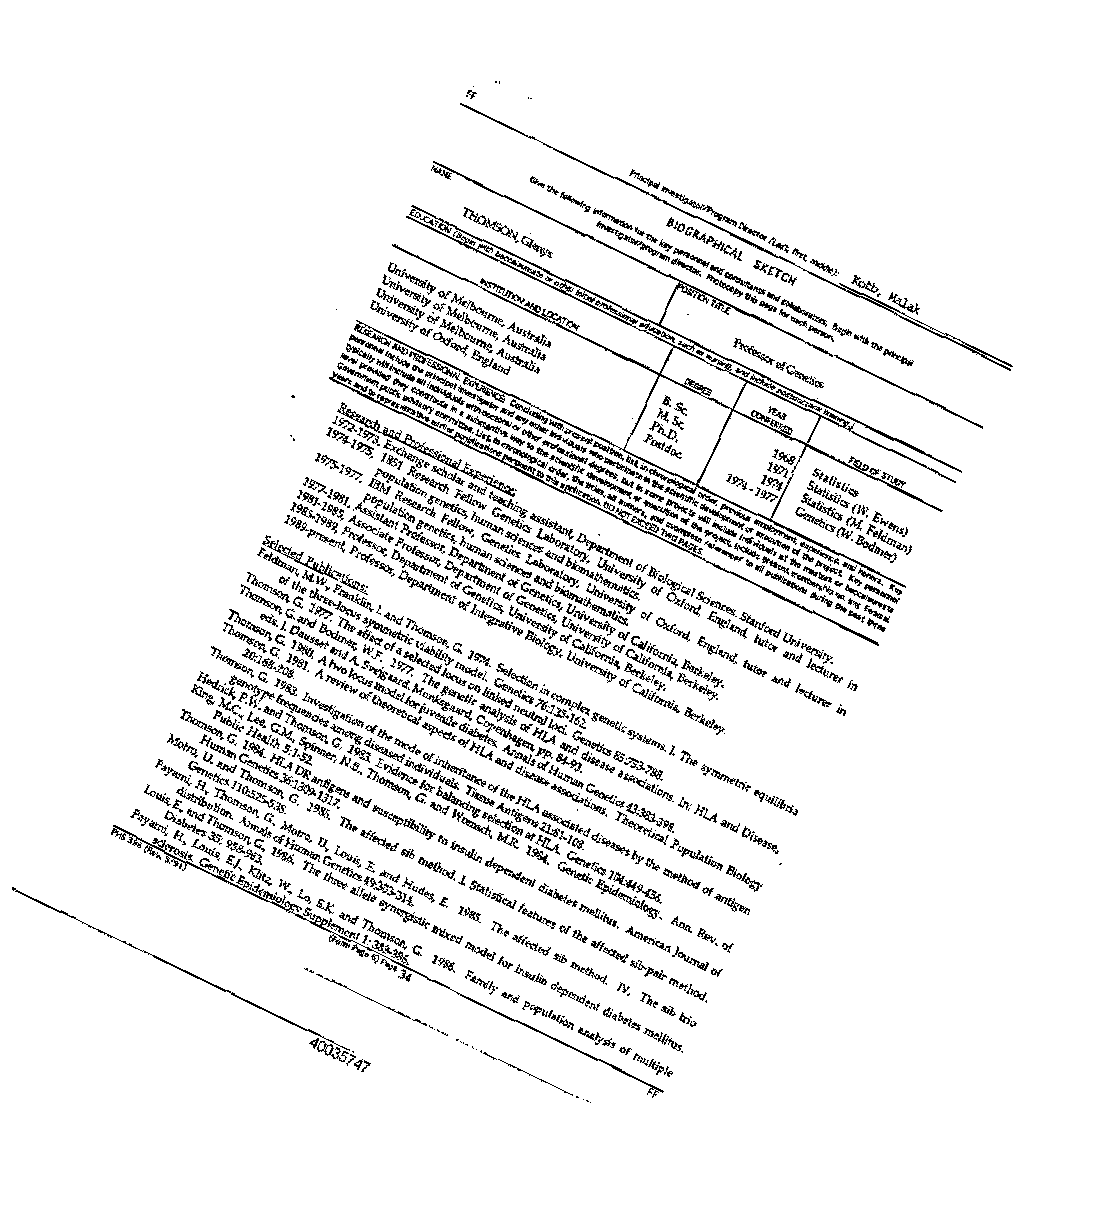 FF
Principal Investigator/Program Director (Last, first, middle): Kotb, Malak
BIOGRAPHICAL SKETCH
Give the following information for the key personnel and consultants and collaborators. Begin with the principal
investigator/program director. Photocopy this page for each person.
NAME
POSITION TITLE
THOMSON, Glenys
Professor of Genetics
EDUCATION (Begin with baccalaureate or other initial professional education, such as nursing, and include postdoctoral training.)
INSTITUTION AND LOCATION
DEGREE
YEAR CONFERRED
FIELD OF STUDY
University of Melbourne, Australia B. Sc. 1968 Statistics
University of Melbourne, Australia M. Sc. 1971 Statistics (W. Ewens)
University of Melbourne, Australia Ph.D. 1974 Statistics (M. Feldman)
University of Oxford, England Postdoc. 1974 - 1977 Genetics (W. Bodmer)
RESEARCH AND PROFESSIONAL EXPERIENCE: Concluding with present position, list, in chronological order, previous employment, experience, and honors. Key
personnel include the principal investigator and any other individuals who participate in the scientific development or execution of the project. Key personnel
typically will include all individuals with doctoral or other professional degrees, but in some projects will include individuals at the masters or baccalaureate
level provided they contribute in a substantive way to the scientific development or execution of the project. Include present membership on any Federal
Government public advisory committee. List, in chronological order, the titles, all authors, and complete references to all publications during the past three
years and to representative earlier publications pertinent to this application. DO NOT EXCEED TWO PAGES.
Research and Professional Experience:
1972-1973, Exchange scholar and teaching assistant, Department of Biological Sciences, Stanford University.
1974-1975, 1851 Research Fellow Genetics Laboratory, University of Oxford, England, tutor and lecturer in
population genetics, human sciences and biomathematics.
1975-1977, IBM Research Fellow, Genetics Laboratory, University of Oxford, England, tutor and lecturer in
population genetics, human sciences and biomathematics.
1977-1981, Assistant Professor, Department of Genetics, University of California, Berkeley.
1981-1985, Associate Professor, Department of Genetics, University of California, Berkeley.
1985-1989, Professor, Department of Genetics, University of California, Berkeley.
1989-present, Professor, Department of Integrative Biology, University of California, Berkeley.
Selected Publications:
Feldman, M.W., Franklin, I. and Thomson, G. 1974. Selection in complex genetic systems. I. The symmetric equilibria
of the three-locus symmetric viability model. Genetics 76:135-162.
Thomson, G. 1977. The effect of a selected locus on linked neutral loci. Genetics 85:753-788.
Thomson, G. and Bodmer, W.F. 1977. The genetic analysis of HLA and disease associations. In: HLA and Disease,
eds. J. Dausset and A. Svejgaard, Munksgaard, Copenhagen, pp. 84-93.
Thomson, G. 1980. A two locus model for juvenile diabetes. Annals of Human Genetics 43:383-398.
Thomson, G. 1981. A review of theoretical aspects of HLA and disease associations. Theoretical Population Biology
20:168-208.
Thomson, G. 1983. Investigation of the mode of inheritance of the HLA associated diseases by the method of antigen
genotype frequencies among diseased individuals. Tissue Antigens 21:81-108.
Hedrick, P.W. and Thomson, G. 1983. Evidence for balancing selection at HLA. Genetics 104:449-456.
King, M.C., Lee, G.M., Spinner, N.B., Thomson, G. and Wrensch, M.R. 1984. Genetic Epidemiology. Ann. Rev. of
Public Health 5:1-52.
Thomson, G. 1984. HLA DR antigens and susceptibility to insulin dependent diabetes mellitus. American Journal of
Human Genetics 36:1309-1317.
Motro, U. and Thomson, G. 1985. The affected sib method. I. Statistical features of the affected sib-pair method.
Genetics 110:525-538.
Payami, H., Thomson, G., Motro, U., Louis, E. and Hudes, E. 1985. The affected sib method. IV. The sib trio
distribution. Annals of Human Genetics 49:303-314.
Louis, E. and Thomson, G., 1986. The three allele synergistic mixed model for insulin dependent diabetes mellitus.
Diabetes 35: 958-963.
Payami, H., Louis, E.J., Klitz, W., Lo, S.K. and Thomson, G. 1986. Family and population analysis of multiple
sclerosis. Genetic Epidemiology Supplement 1: 383-386.
PHS 398 (Rev. 9/91)
(Form Page 6) Page 34
FF
40035747